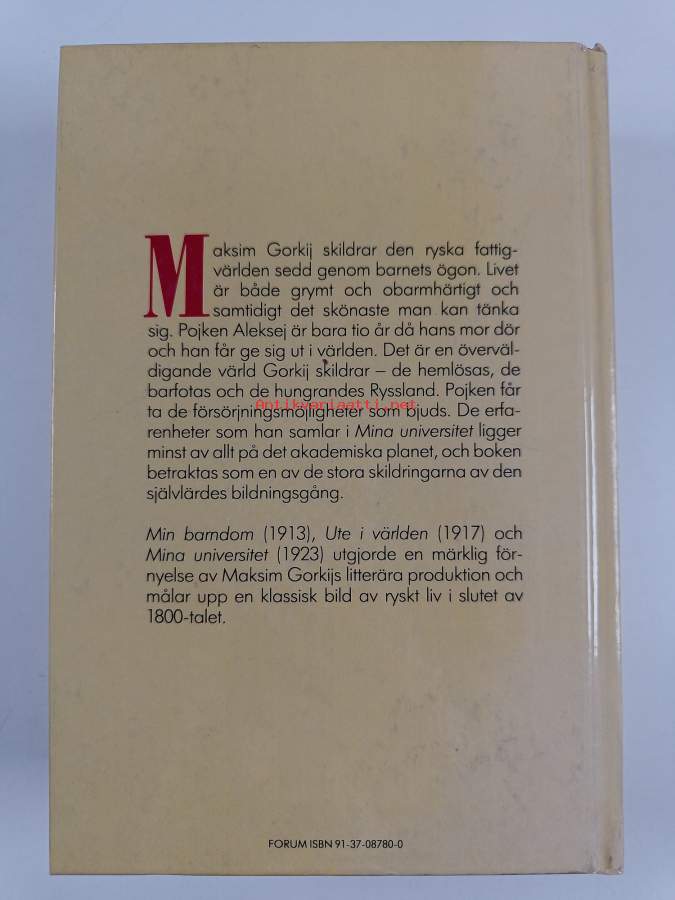 Maksim Gorkij skildrar den ryska fattig-
världen sedd genom barnets ögon. Livet
är både grymt och obarmhärtigt och
samtidigt det skönaste man kan tänka
sig. Pojken Aleksej är bara tio år då hans mor dör
och han får ge sig ut i världen. Det är en överväl-
digande värld Gorkij skildrar – de hemlösas, de
barfotas och de hungrandes Ryssland. Pojken får
ta de försörjningsmöjligheter som bjuds. De erfa-
Antikvariaatti.net
renheter som han samlar i Mina universitet ligger
minst av allt på det akademiska planet, och boken
betraktas som en av de stora skildringarna av den
självlärdes bildningsgång.
Min barndom (1913), Ute i världen (1917) och
Mina universitet (1923) utgjorde en märklig för-
nyelse av Maksim Gorkijs litterära produktion och
målar upp en klassisk bild av ryskt liv i slutet av
1800-talet.
FORUM ISBN 91-37-08780-0